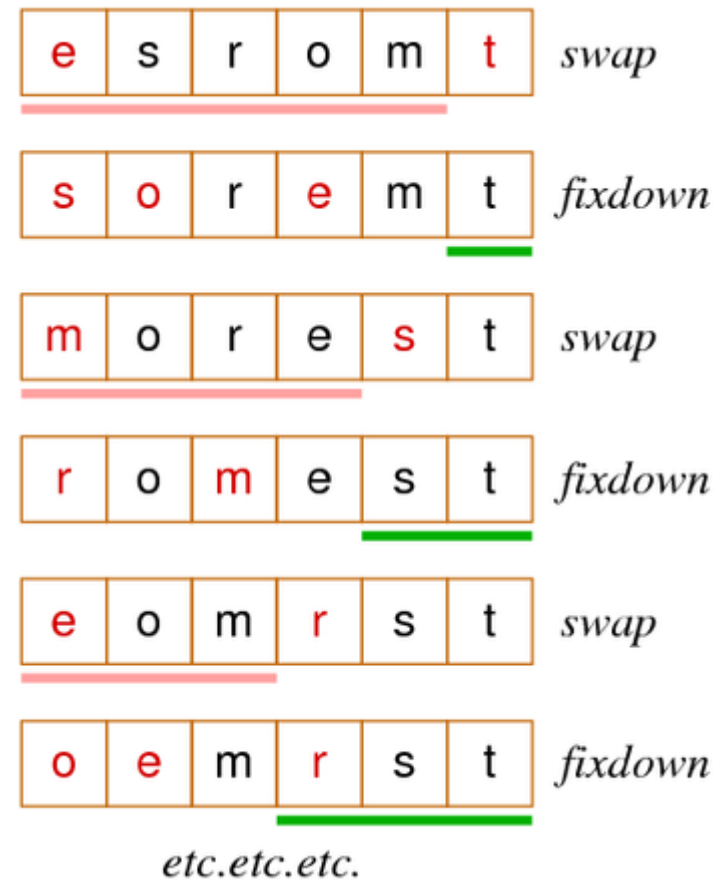 e s r o m t swap
s o r e m t fixdown
m o r e s t swap
r o m e s t fixdown
e o m r s t swap
o e m r s t fixdown
etc.etc.etc.